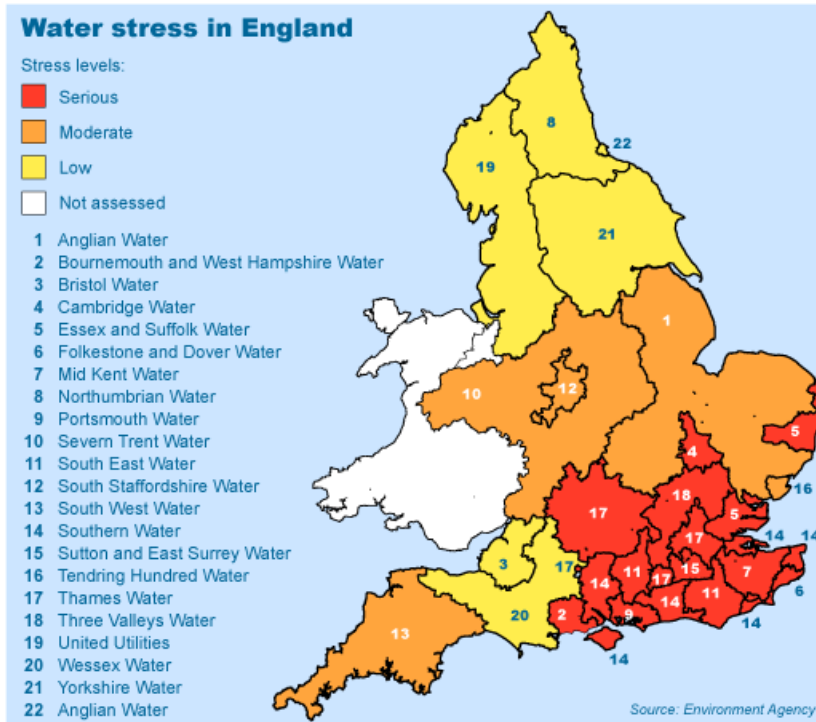 Water stress in England
Stress levels:
Serious
Moderate
Low
Not assessed
1 Anglian Water
2 Bournemouth and West Hampshire Water
3 Bristol Water
4 Cambridge Water
5 Essex and Suffolk Water
6 Folkestone and Dover Water
7 Mid Kent Water
8 Northumbrian Water
9 Portsmouth Water
10 Severn Trent Water
11 South East Water
12 South Staffordshire Water
13 South West Water
14 Southern Water
15 Sutton and East Surrey Water
16 Tendring Hundred Water
17 Thames Water
18 Three Valleys Water
19 United Utilities
20 Wessex Water
21 Yorkshire Water
22 Anglian Water
8
22
19
21
1
10
12
5
4
16
18
17
5
14
14
17
3
17
15
7
14
11
17
6
2
9
14
11
14
20
13
14
Source: Environment Agency